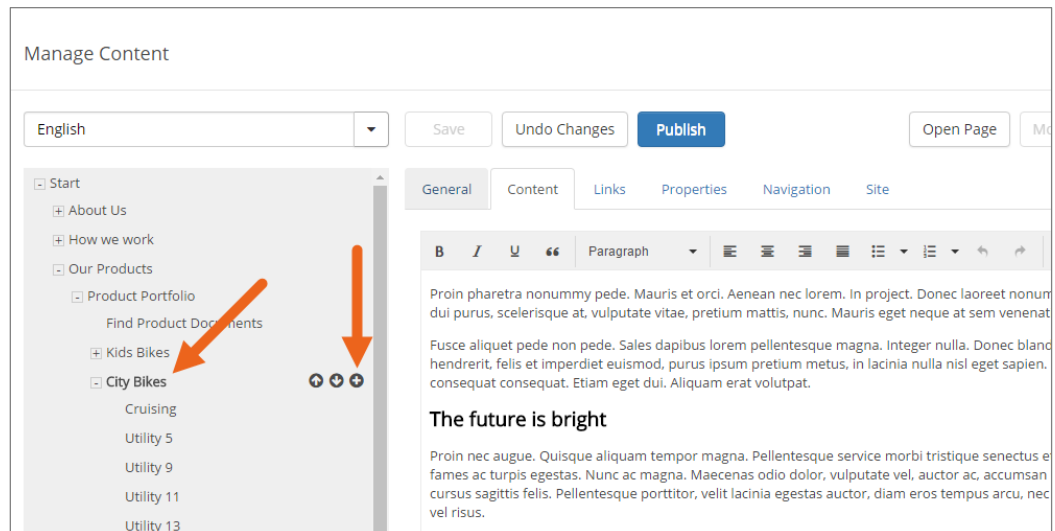 Manage Content
English
Save
Undo Changes
Publish
Open Page
Start
About Us
How we work
Our Products
Product Portfolio
Find Product
Kids Bikes
City Bikes
Cruising
Utility 5
Utility 9
Utility 11
Utility 13
General
Content
Links
Properties
Navigation
Site
B I U “ Paragraph
Proin pharetra nonummy pede. Mauris et orci. Aenean nec lorem. In project. Donec laoreet nonum
dui purus, scelerisque at, vulputate vitae, pretium mattis, nunc. Mauris eget neque at sem venenat
Fusce aliquet pede non pede. Sales dapibus lorem pellentesque magna. Integer nulla. Donec bland
hendrerit, felis et imperdiet euismod, purus ipsum pretium metus, in lacinia nulla nisl eget sapien.
consequat consequat. Etiam eget dui. Aliquam erat volutpat.
The future is bright
Proin nec augue. Quisque aliquam tempor magna. Pellentesque service morbi tristique senectus e
fames ac turpis egestas. Nunc ac magna. Maecenas odio dolor, vulputate vel, auctor ac, accumsan
cursus sagittis felis. Pellentesque porttitor, velit lacinia egestas auctor, diam eros tempus arcu, nec
vel risus.